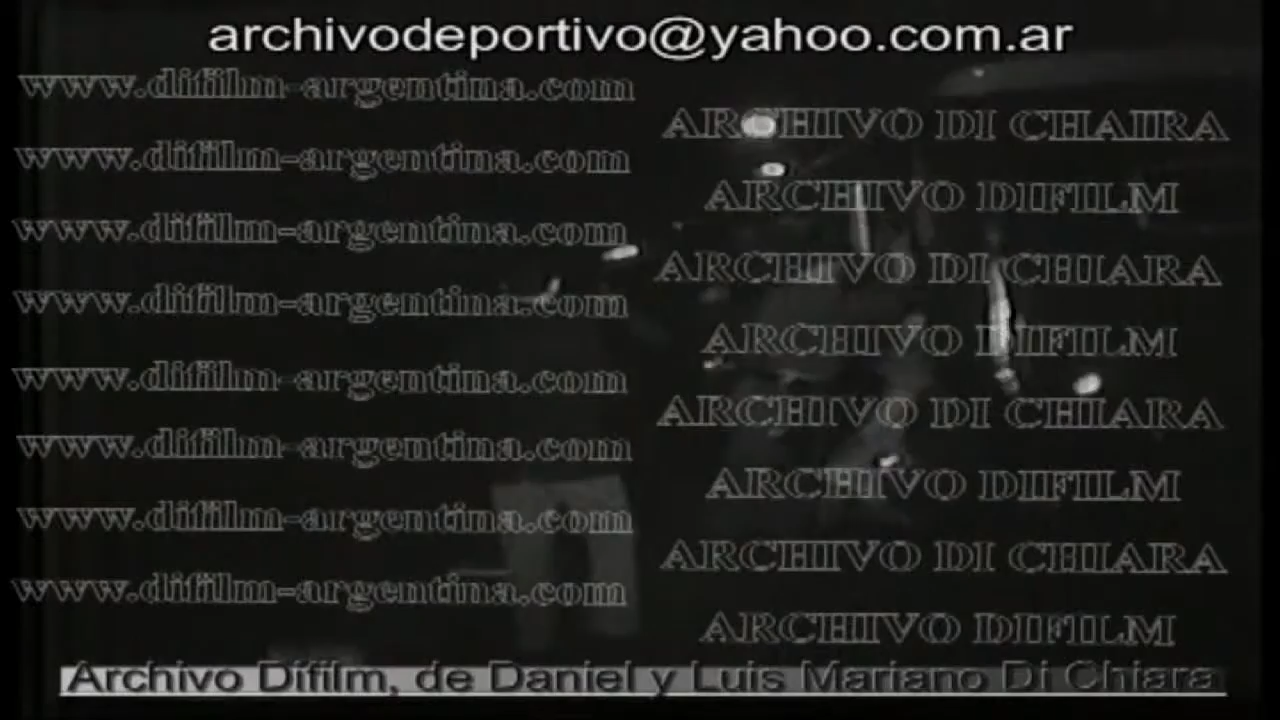 archivodeportivo@yahoo.com.ar
www.difilm-argentina.com
www.difilm-argentina.com
www.difilm-argentina.com
www.difilm-argentina.com
www.difilm-argentina.com
www.difilm-argentina.com
www.difilm-argentina.com
www.difilm-argentina.com
ARCHIVO DI CHAIRA
ARCHIVO DIFILM
ARCHIVO DI CHIARA
ARCHIVO DIFILM
ARCHIVO DI CHIARA
ARCHIVO DIFILM
ARCHIVO DI CHIARA
ARCHIVO DIFILM
Archivo Difilm, de Daniel y Luis Mariano Di Chiara